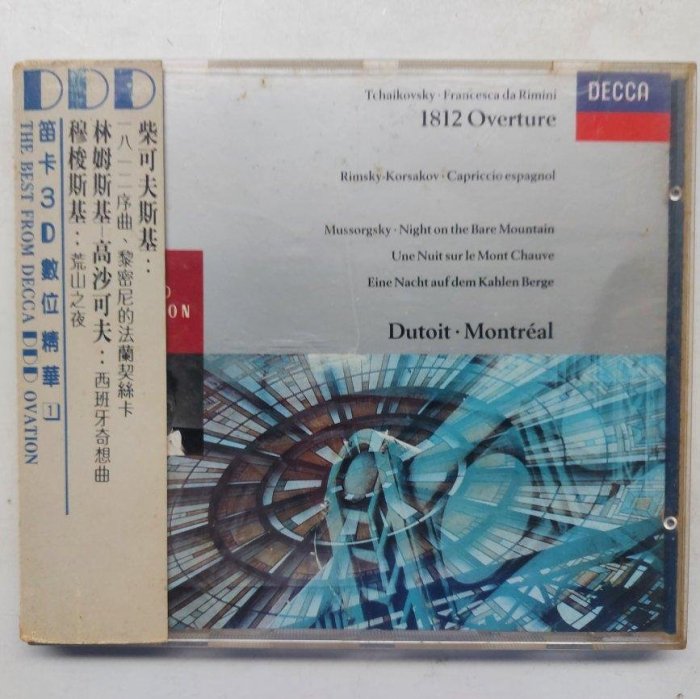 柴可夫斯基：
一八一二序曲、黎密尼的法蘭契絲卡
林姆斯基－高沙可夫：西班牙奇想曲
穆梭斯基：荒山之夜
笛卡3D數位精華 1
THE BEST FROM DECCA DDD OVATION
DECCA
Tchaikovsky · Francesca da Rimini
1812 Overture
Rimsky-Korsakov · Capriccio espagnol
Mussorgsky · Night on the Bare Mountain
Une Nuit sur le Mont Chauve
Eine Nacht auf dem Kahlen Berge
Dutoit · Montréal